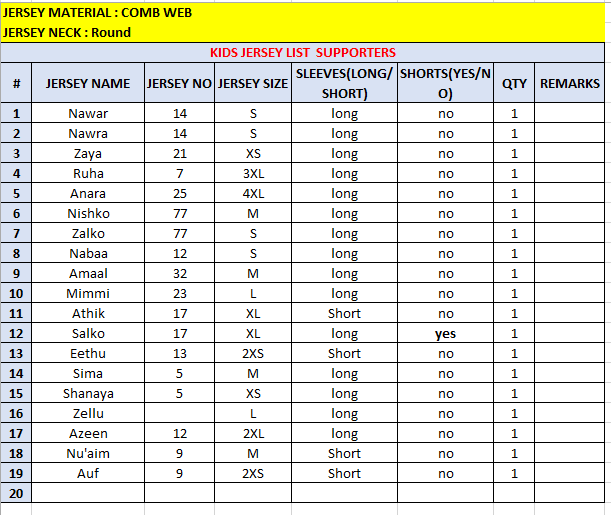 JERSEY MATERIAL : COMB WEB
JERSEY NECK : Round
KIDS JERSEY LIST SUPPORTERS
# JERSEY NAME JERSEY NO JERSEY SIZE SLEEVES(LONG/SHORT) SHORTS(YES/NO) QTY REMARKS
1 Nawar 14 S long no 1
2 Nawra 14 S long no 1
3 Zaya 21 XS long no 1
4 Ruha 7 3XL long no 1
5 Anara 25 4XL long no 1
6 Nishko 77 M long no 1
7 Zalko 77 S long no 1
8 Nabaa 12 S long no 1
9 Amaal 32 M long no 1
10 Mimmi 23 L long no 1
11 Athik 17 XL Short no 1
12 Salko 17 XL long yes 1
13 Eethu 13 2XS Short no 1
14 Sima 5 M long no 1
15 Shanaya 5 XS long no 1
16 Zellu L long no 1
17 Azeen 12 2XL long no 1
18 Nu'aim 9 M Short no 1
19 Auf 9 2XS Short no 1
20